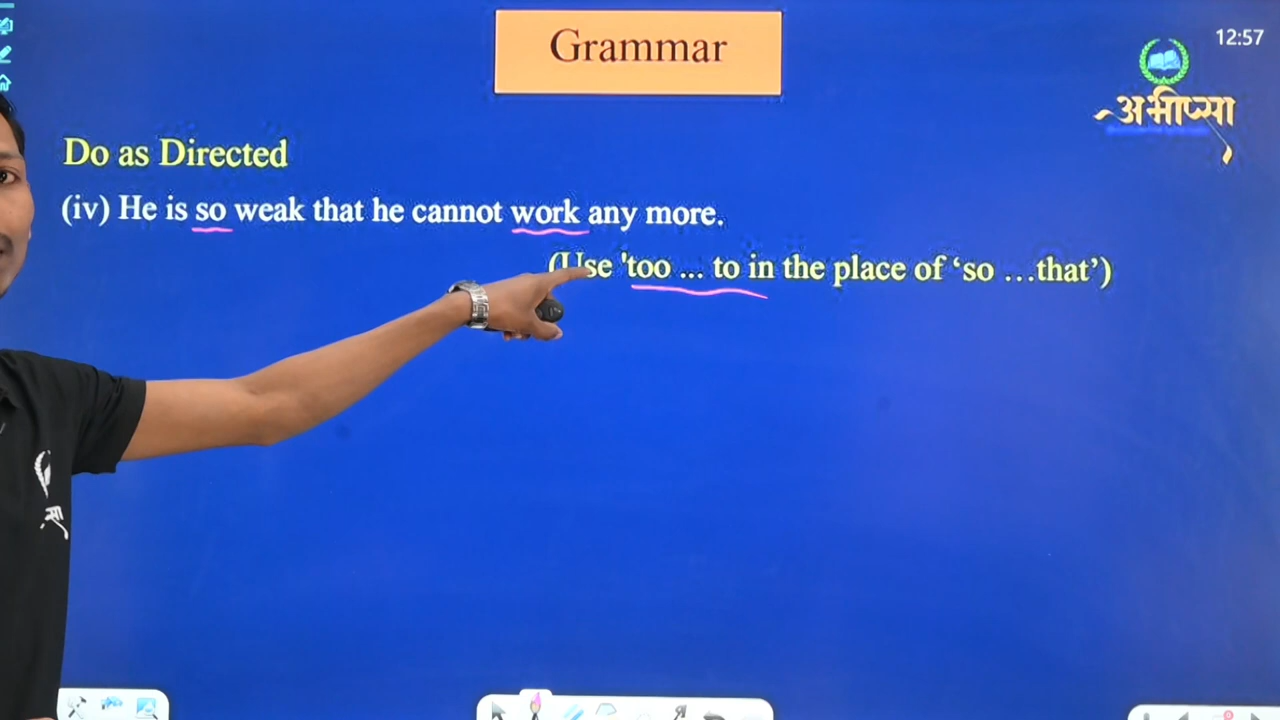 Grammar
12:57
अभीप्सा
Do as Directed
(iv) He is so weak that he cannot work any more.
(Use 'too ... to in the place of ‘so …that’)